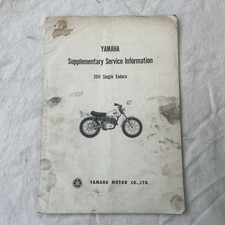 YAMAHA
Supplementary Service Information
250 Single Enduro
YAMAHA MOTOR CO., LTD.